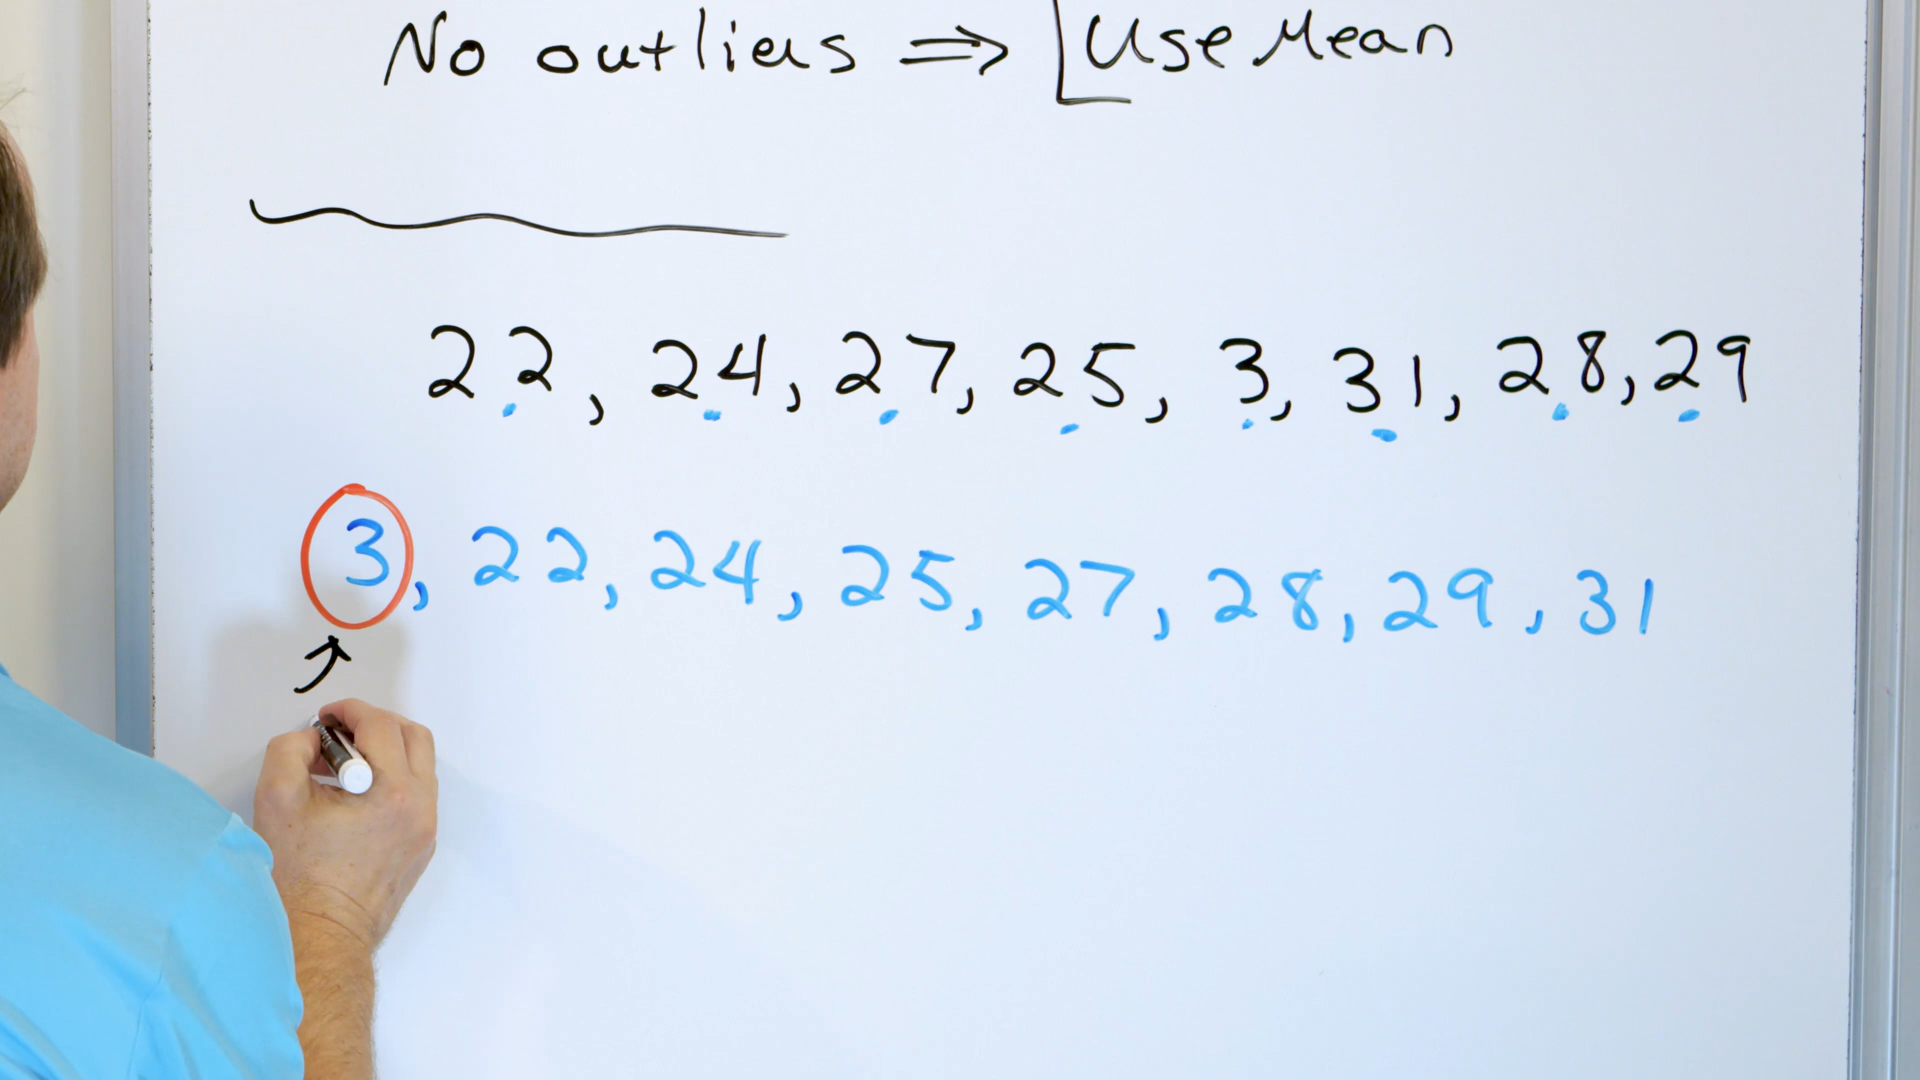 No outliers ⇒ Use Mean
22, 24, 27, 25, 3, 31, 28, 29
3, 22, 24, 25, 27, 28, 29, 31